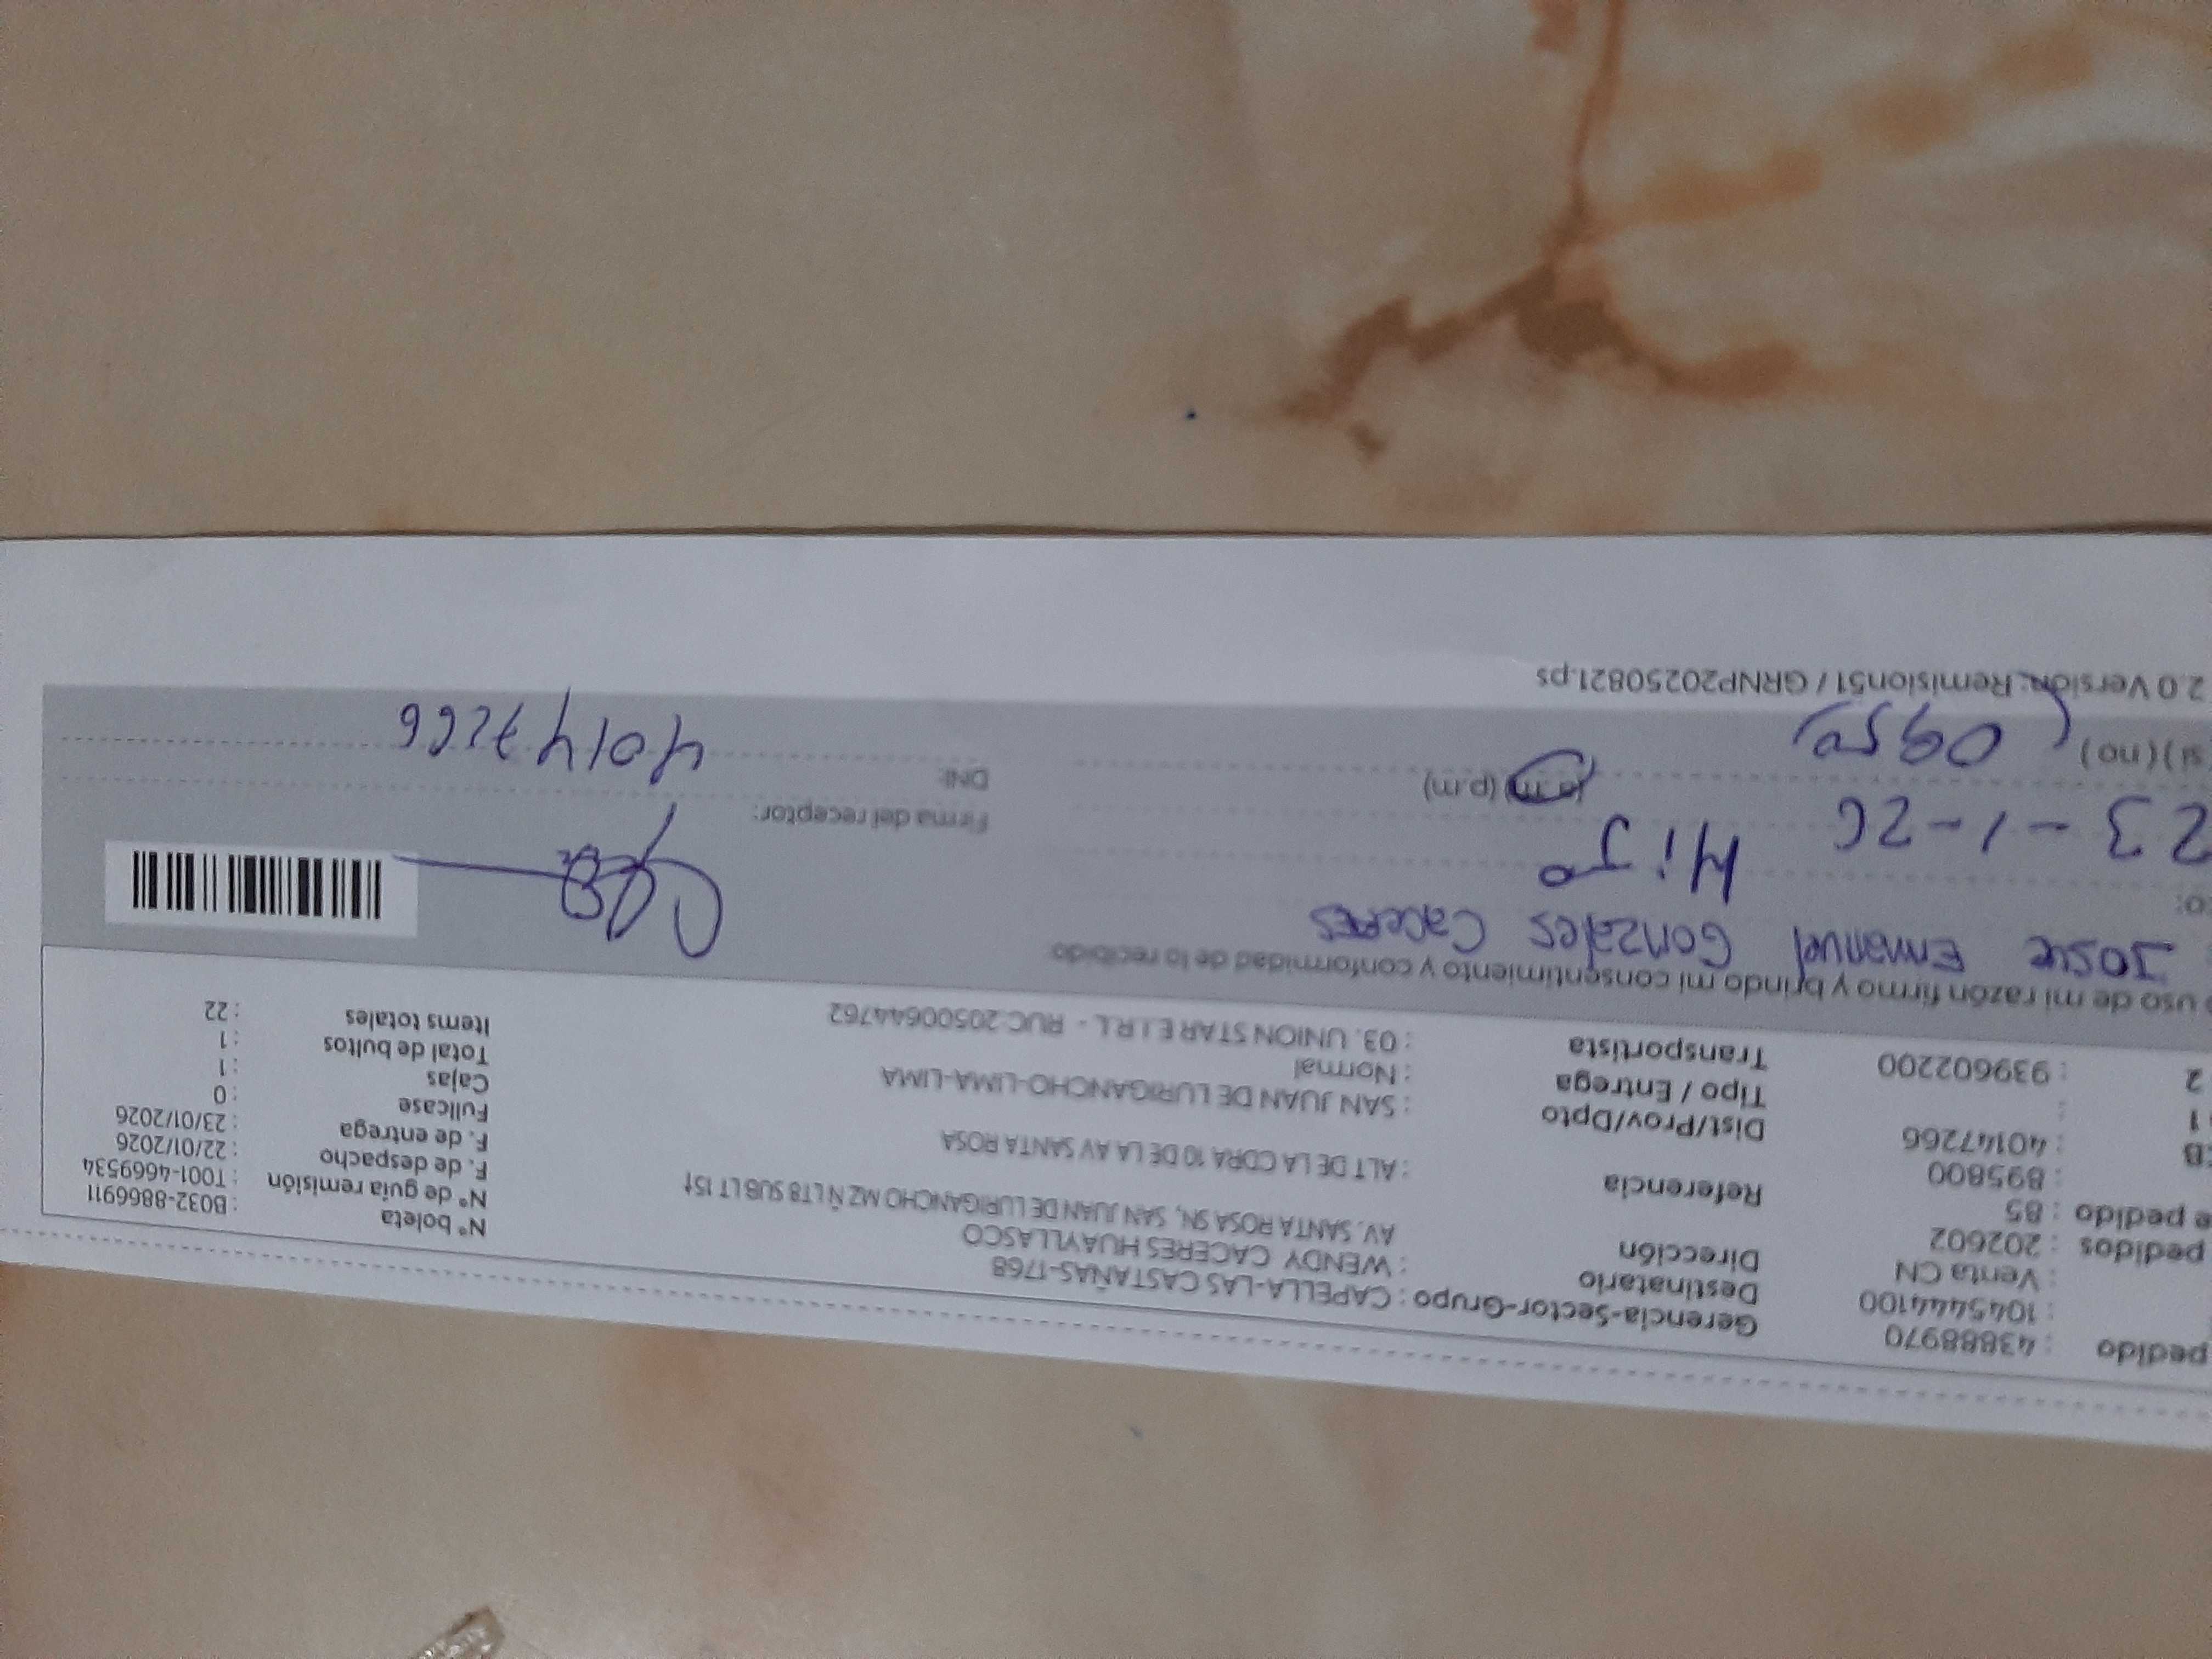 pedido : 43888970
: 1045444100
: Venta CN
pedidos : 202602
e pedido : 85
: 895800
CB : 40147266
1 :
2 : 939602200
Gerencia-Sector-Grupo : CAPELLA-LAS CASTAÑAS-1768
Destinatario : WENDY CACERES HUAYLLASCO
Dirección AV. SANTA ROSA SN, SAN JUAN DE LURIGANCHO MZ Ñ LT8 SUB LT 15
Referencia : ALT DE LA CDRA 10 DE LA AV SANTA ROSA
Dist/Prov/Dpto : SAN JUAN DE LURIGANCHO-LIMA-LIMA
Tipo / Entrega : Normal
Transportista : 03. UNION STAR E.I.R.L - RUC:20500644762
N° boleta : B032-8866911
N° de guía remisión : T001-4669534
F. de despacho : 22/01/2026
F. de entrega : 23/01/2026
Fullcase : 0
Cajas : 1
Total de bultos : 1
Items totales : 22
uso de mi razón firmo y brindo mi consentimiento y conformidad de lo recibido:
Josue Emanuel Gonzales Caceres
co: Hijo
23-1-26 (a.m) (p.m)
si ) ( no )
Firma del receptor:
DNI: 40147266
2.0 Versión: Remision51 / GRNP20250821.ps